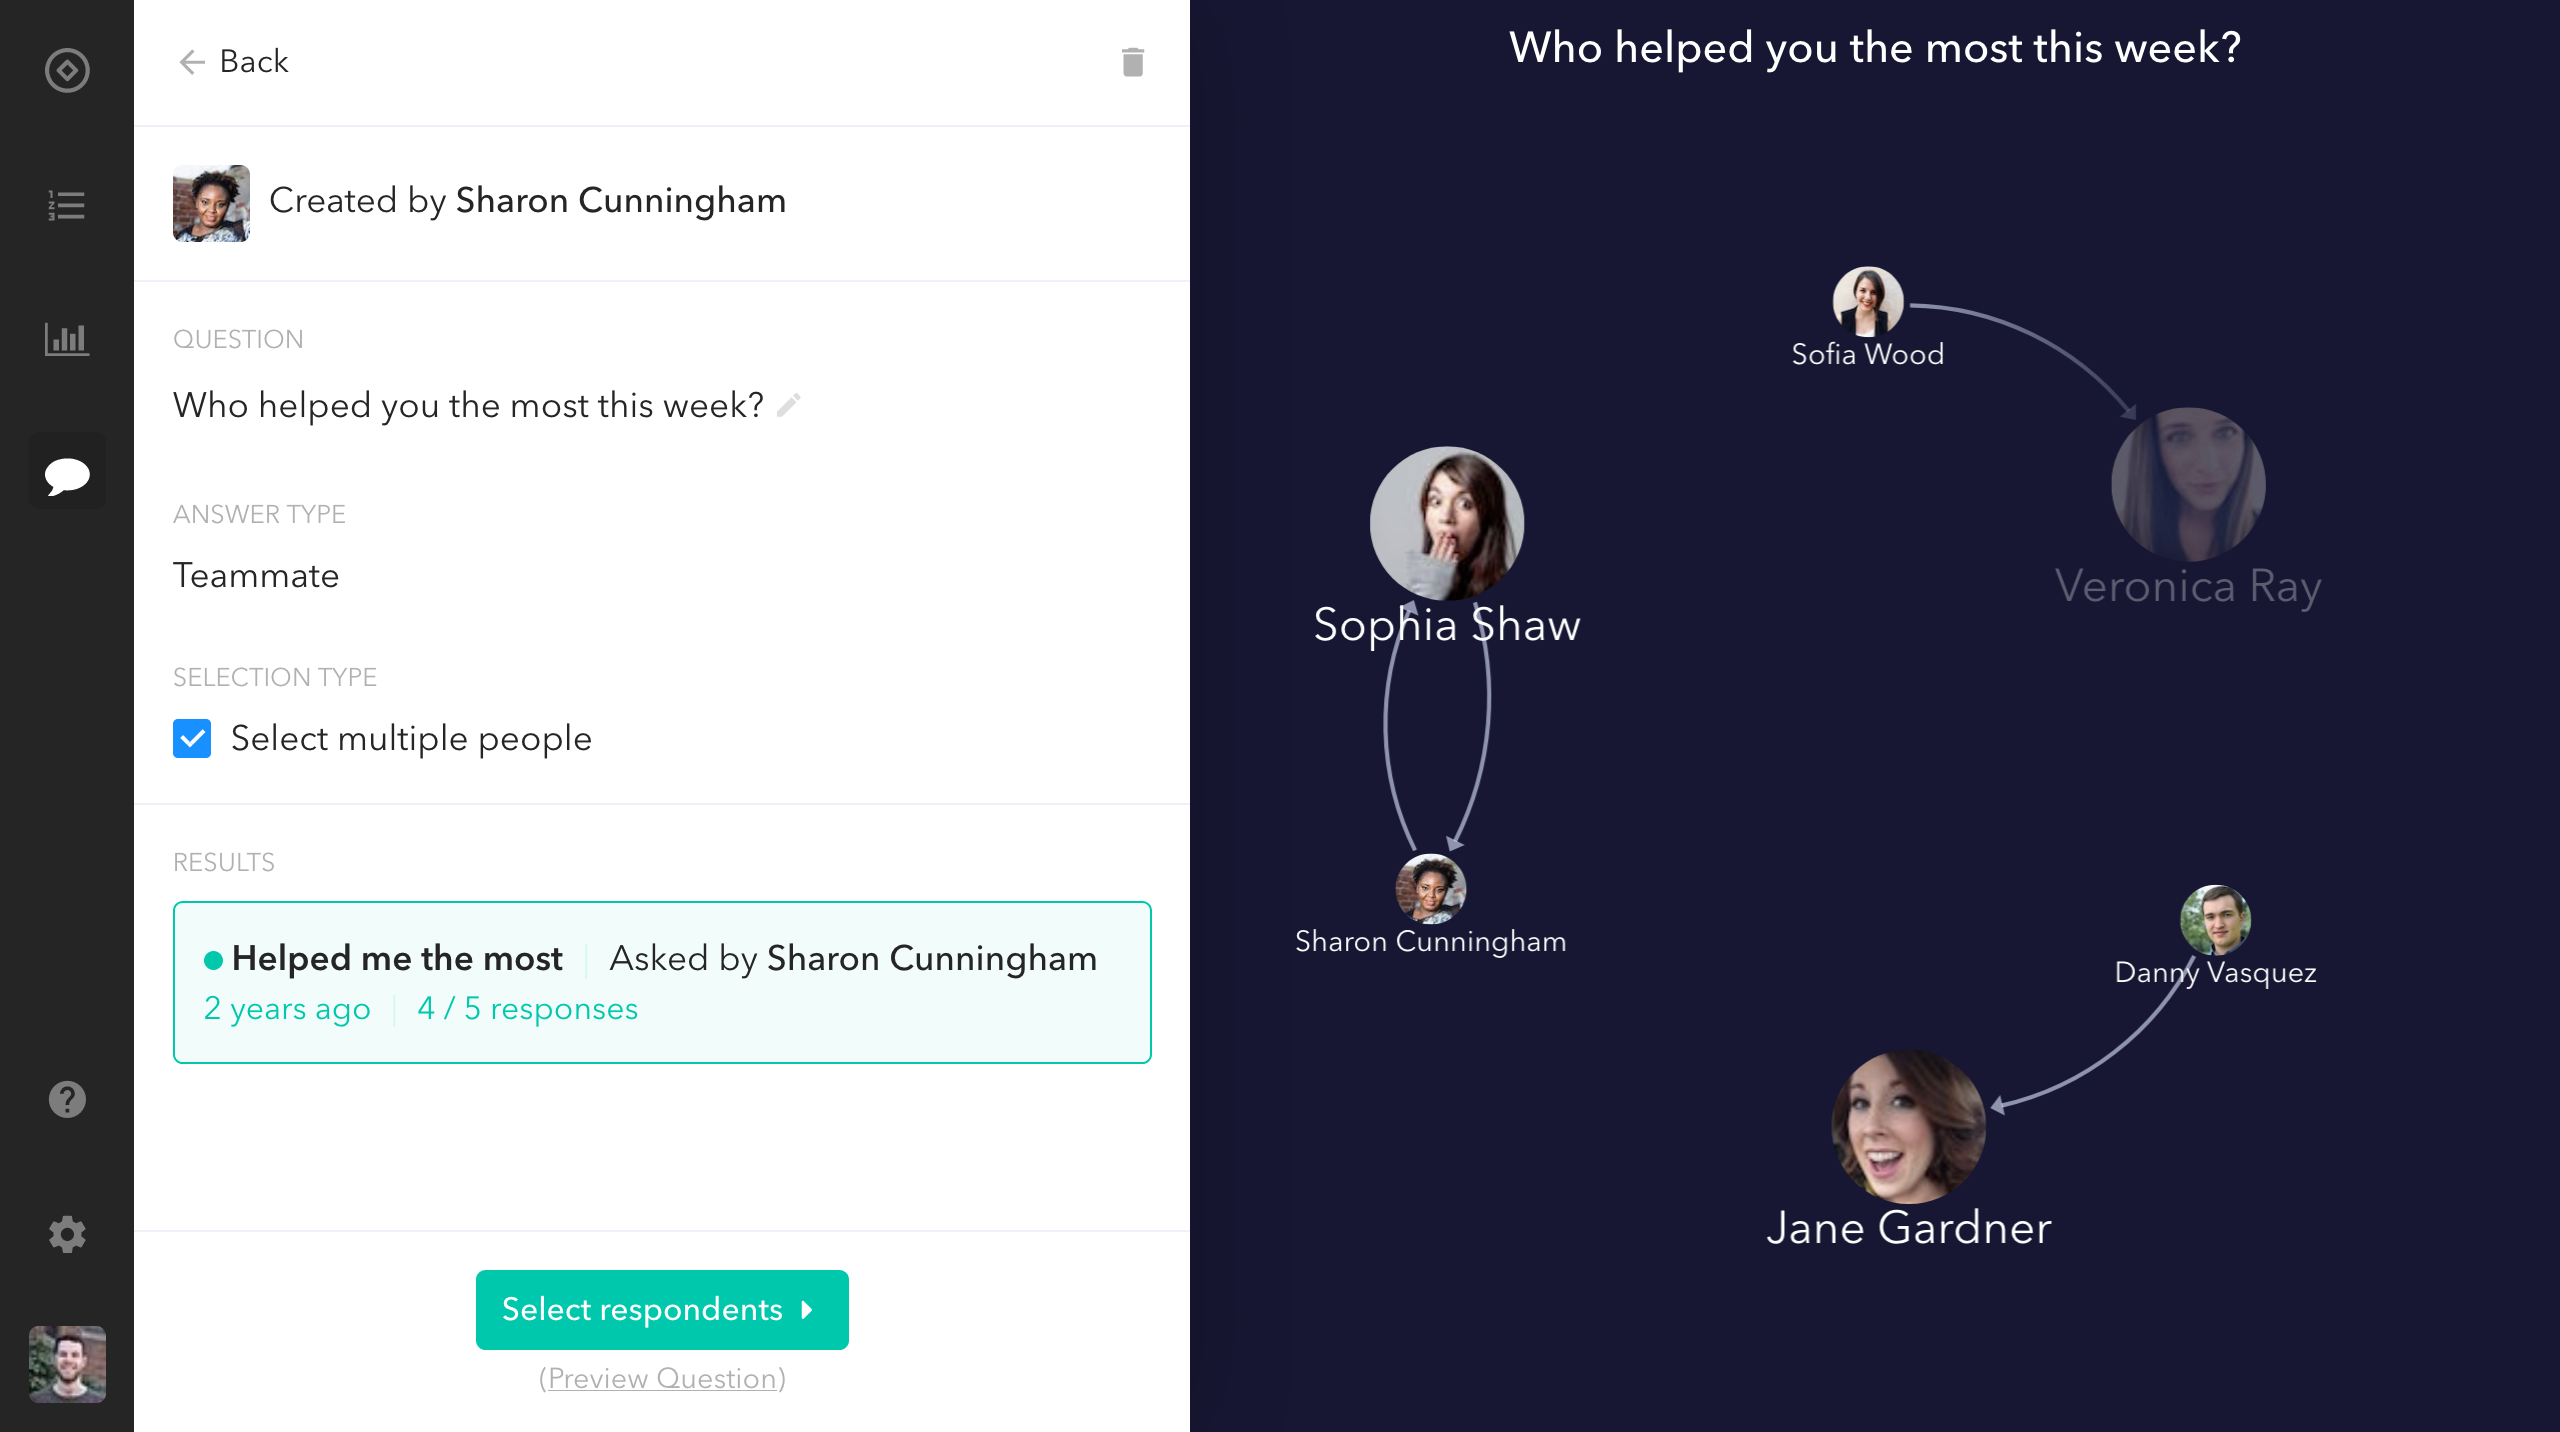 Back
Created by Sharon Cunningham
QUESTION
Who helped you the most this week?
ANSWER TYPE
Teammate
SELECTION TYPE
Select multiple people
RESULTS
Helped me the most
Asked by Sharon Cunningham
2 years ago
4 / 5 responses
Select respondents
(Preview Question)
Who helped you the most this week?
Sofia Wood
Veronica Ray
Sophia Shaw
Sharon Cunningham
Danny Vasquez
Jane Gardner